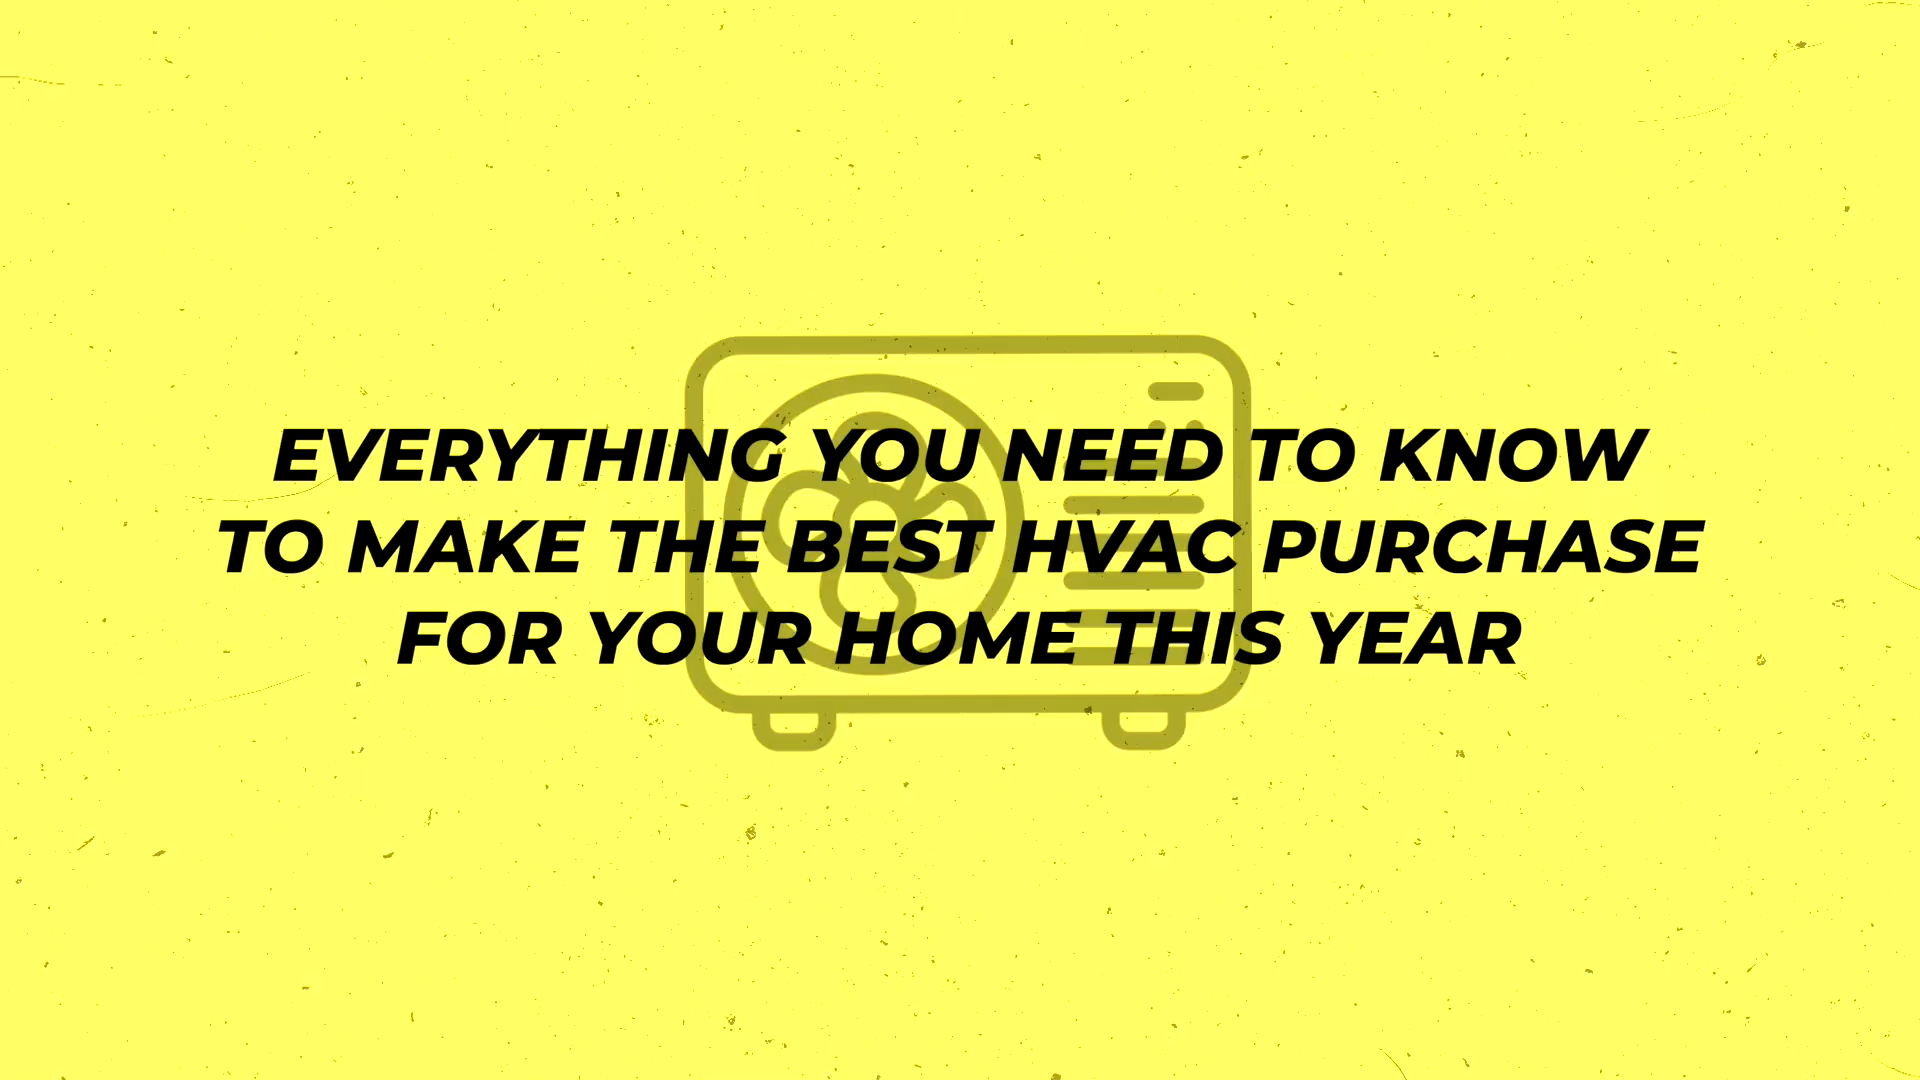 EVERYTHING YOU NEED TO KNOW
TO MAKE THE BEST HVAC PURCHASE
FOR YOUR HOME THIS YEAR